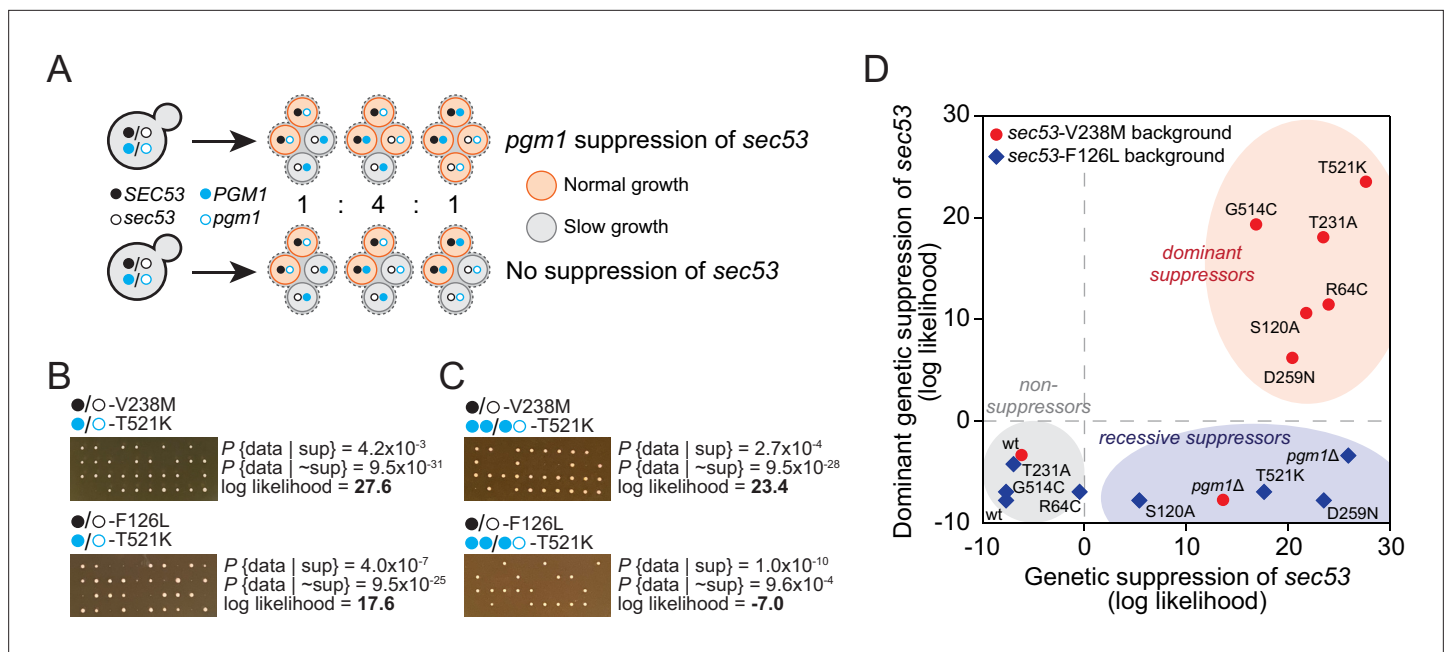 A
SEC53
PGM1
sec53
pgm1
1 : 4 : 1
pgm1 suppression of sec53
Normal growth
Slow growth
No suppression of sec53
B
/ -V238M
/ -T521K
P {data | sup} = 4.2x10-3
P {data | ~sup} = 9.5x10-31
log likelihood = 27.6
/ -F126L
/ -T521K
P {data | sup} = 4.0x10-7
P {data | ~sup} = 9.5x10-25
log likelihood = 17.6
C
/ -V238M
/ -T521K
P {data | sup} = 2.7x10-4
P {data | ~sup} = 9.5x10-28
log likelihood = 23.4
/ -F126L
/ -T521K
P {data | sup} = 1.0x10-10
P {data | ~sup} = 9.6x10-4
log likelihood = -7.0
D
Dominant genetic suppression of sec53
(log likelihood)
30
20
10
0
-10
sec53-V238M background
sec53-F126L background
T521K
G514C
T231A
dominant
suppressors
R64C
S120A
D259N
non-
suppressors
recessive suppressors
wt
T231A
G514C
wt
R64C
S120A
pgm1Δ
T521K
pgm1Δ
D259N
-10 0 10 20 30
Genetic suppression of sec53
(log likelihood)